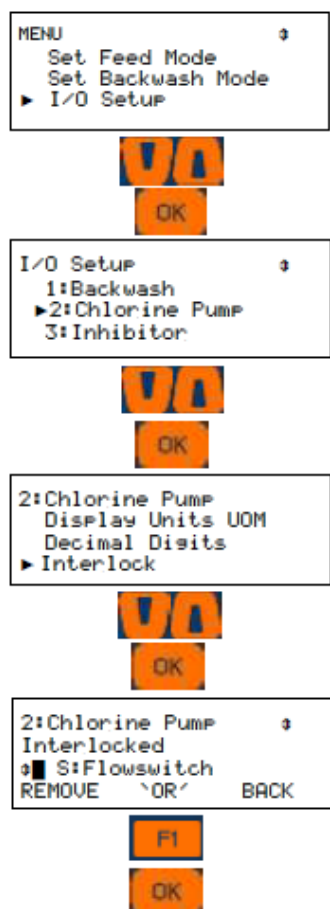 MENU
Set Feed Mode
Set Backwash Mode
I/O Setup
OK
I/O Setup
1:Backwash
2:Chlorine Pump
3:Inhibitor
OK
2:Chlorine Pump
Display Units UOM
Decimal Digits
Interlock
OK
2:Chlorine Pump
Interlocked
S:Flowswitch
REMOVE `OR´ BACK
F1
OK